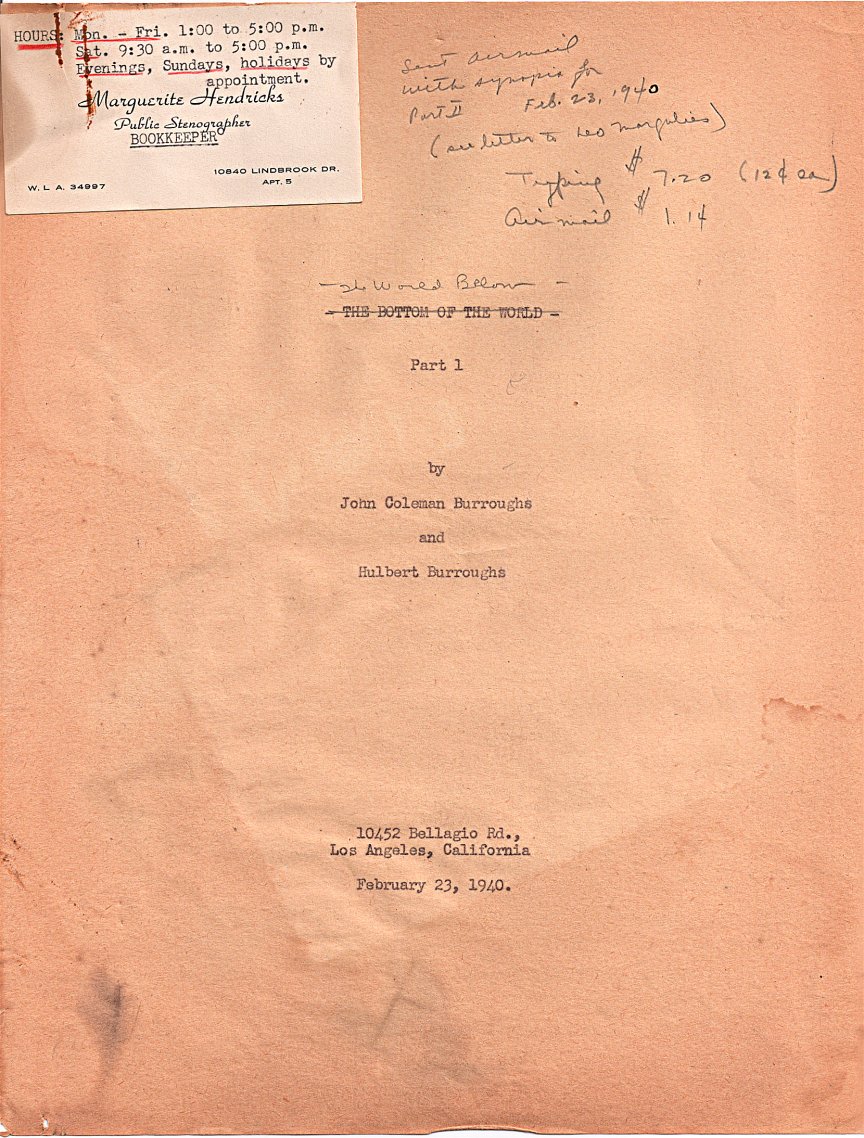 HOURS: Mon. - Fri. 1:00 to 5:00 p.m.
Sat. 9:30 a.m. to 5:00 p.m.
Evenings, Sundays, holidays by
appointment.
Marguerite Hendricks
Public Stenographer
BOOKKEEPER
10840 LINDBROOK DR.
APT. 5
W. L A. 34997
Sent airmail
with synopsis for
Part II Feb. 23, 1940
(see letter to Leo Margulies)
Typing $ 7.20 (12¢ ea)
Air mail $ 1.14
- The World Below -
- THE BOTTOM OF THE WORLD -
Part 1
by
John Coleman Burroughs
and
Hulbert Burroughs
10452 Bellagio Rd.,
Los Angeles, California
February 23, 1940.